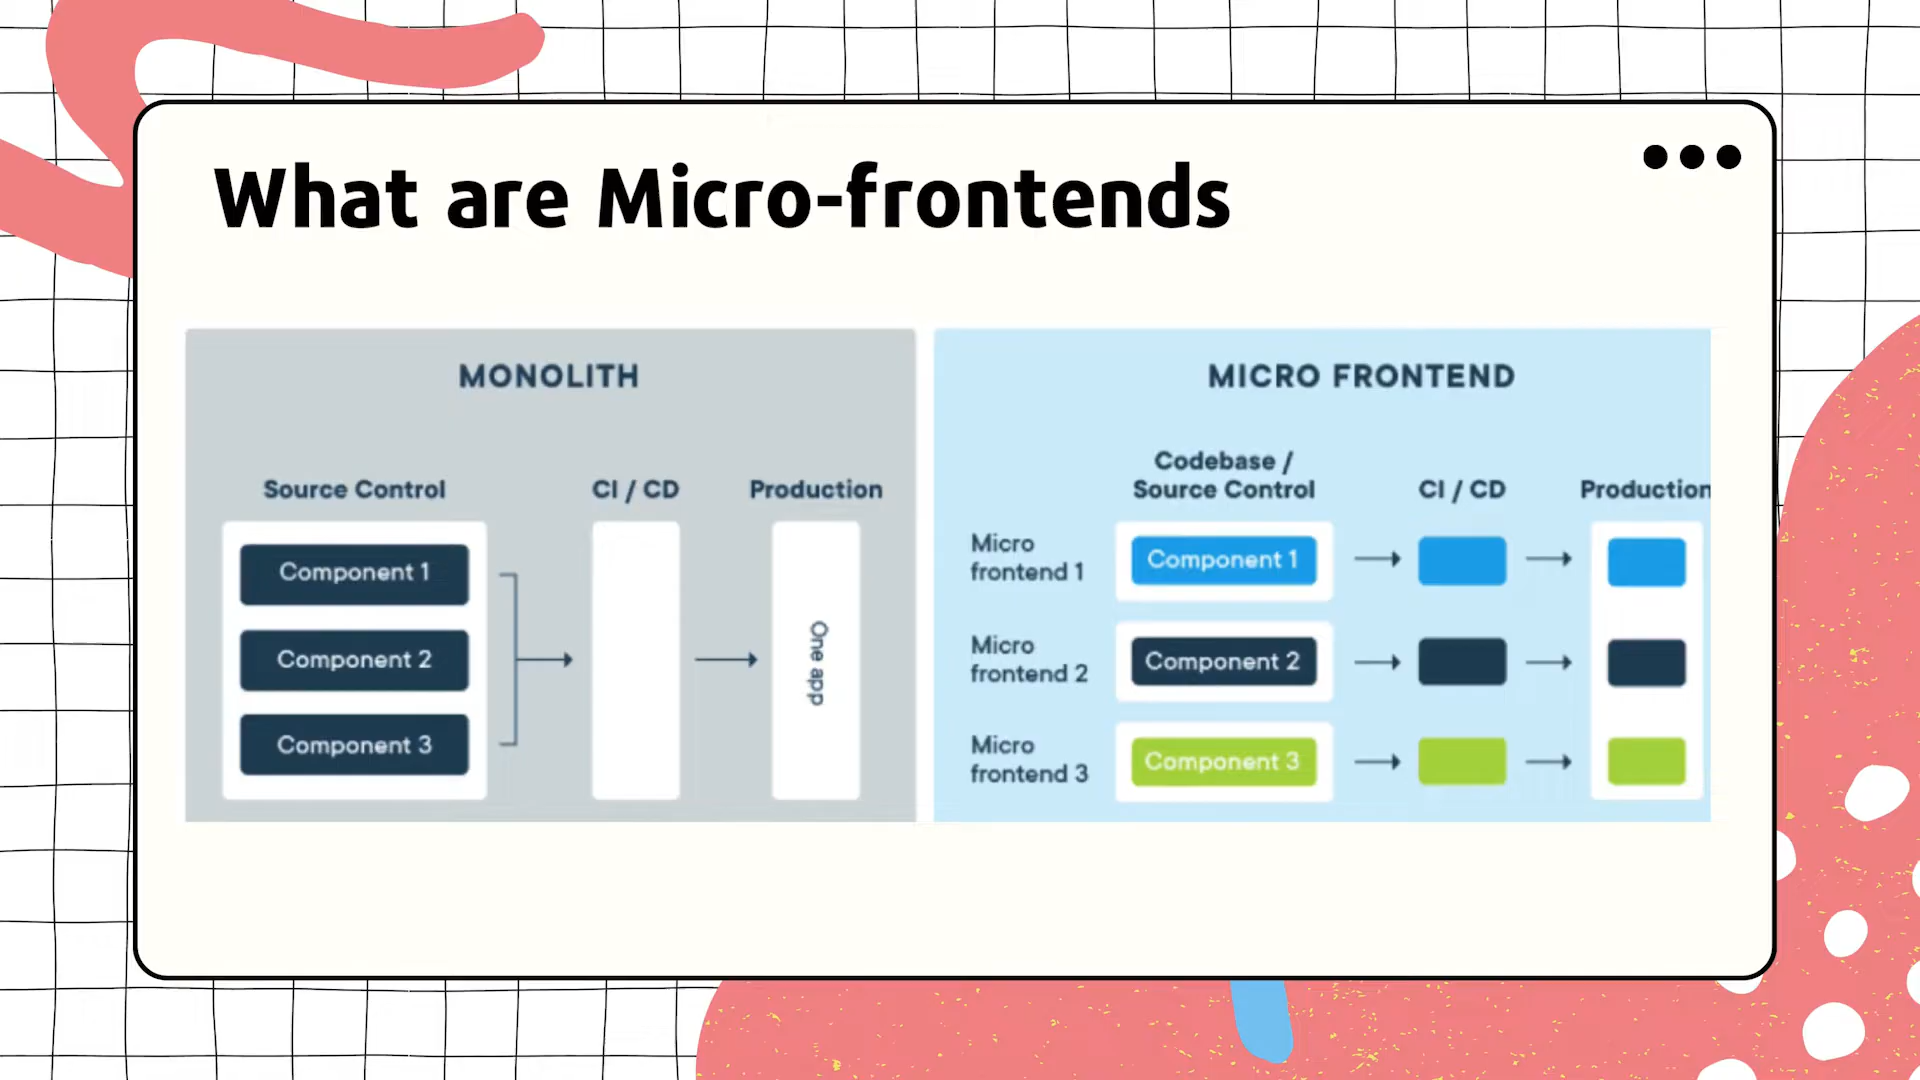 What are Micro-frontends
MONOLITH
Source Control
CI / CD
Production
Component 1
Component 2
Component 3
One app
MICRO FRONTEND
Codebase /
Source Control
CI / CD
Production
Micro
frontend 1
Component 1
Micro
frontend 2
Component 2
Micro
frontend 3
Component 3